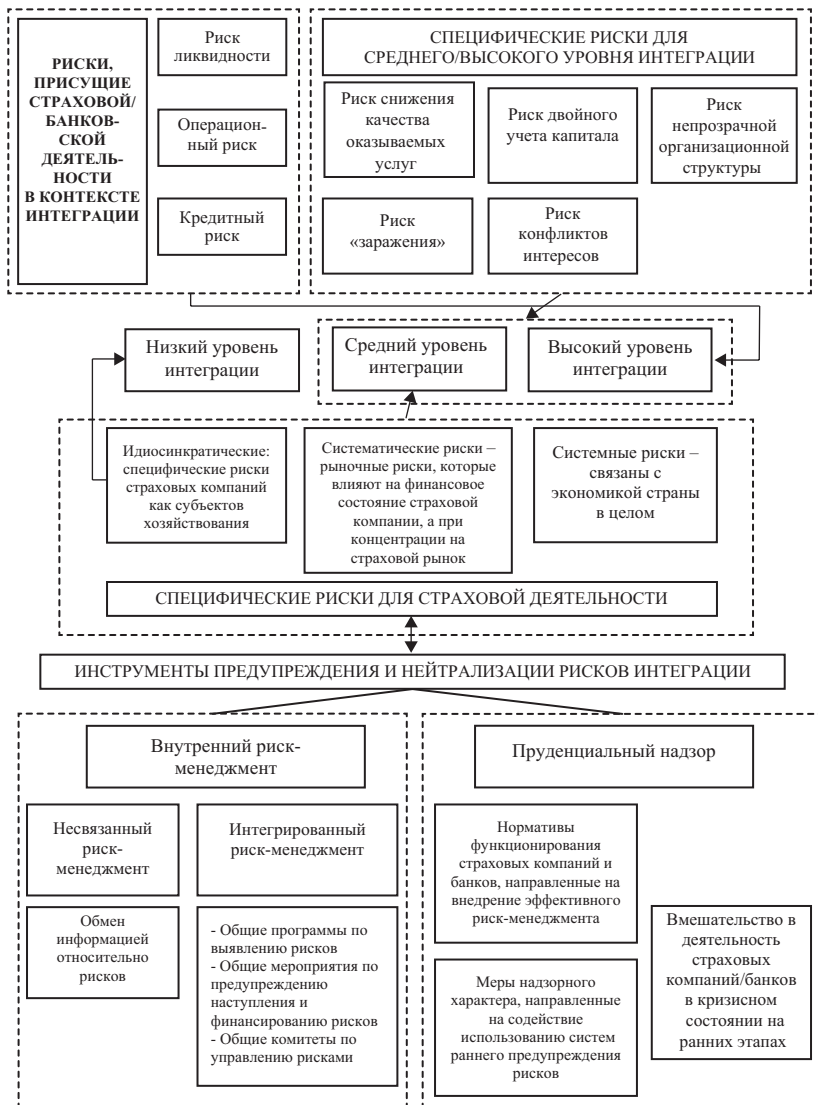 РИСКИ,
ПРИСУЩИЕ
СТРАХОВОЙ/
БАНКОВ-
СКОЙ
ДЕЯТЕЛЬ-
НОСТИ
В КОНТЕКСТЕ
ИНТЕГРАЦИИ
Риск
ликвидности
Операцион-
ный риск
Кредитный
риск
СПЕЦИФИЧЕСКИЕ РИСКИ ДЛЯ
СРЕДНЕГО/ВЫСОКОГО УРОВНЯ ИНТЕГРАЦИИ
Риск снижения
качества
оказываемых
услуг
Риск двойного
учета капитала
Риск
непрозрачной
организационной
структуры
Риск
«заражения»
Риск
конфликтов
интересов
Низкий уровень
интеграции
Средний уровень
интеграции
Высокий уровень
интеграции
Идиосинкратические:
специфические риски
страховых компаний
как субъектов
хозяйствования
Систематические риски –
рыночные риски, которые
влияют на финансовое
состояние страховой
компании, а при
концентрации на
страховой рынок
Системные риски –
связаны с
экономикой страны
в целом
СПЕЦИФИЧЕСКИЕ РИСКИ ДЛЯ СТРАХОВОЙ ДЕЯТЕЛЬНОСТИ
ИНСТРУМЕНТЫ ПРЕДУПРЕЖДЕНИЯ И НЕЙТРАЛИЗАЦИИ РИСКОВ ИНТЕГРАЦИИ
Внутренний риск-
менеджмент
Несвязанный
риск-
менеджмент
Интегрированный
риск-менеджмент
Обмен
информацией
относительно
рисков
- Общие программы по
выявлению рисков
- Общие мероприятия по
предупреждению
наступления и
финансированию рисков
- Общие комитеты по
управлению рисками
Пруденциальный надзор
Нормативы
функционирования
страховых компаний и
банков, направленные на
внедрение эффективного
риск-менеджмента
Меры надзорного
характера, направленные
на содействие
использованию систем
раннего предупреждения
рисков
Вмешательство в
деятельность
страховых
компаний/банков
в кризисном
состоянии на
ранних этапах